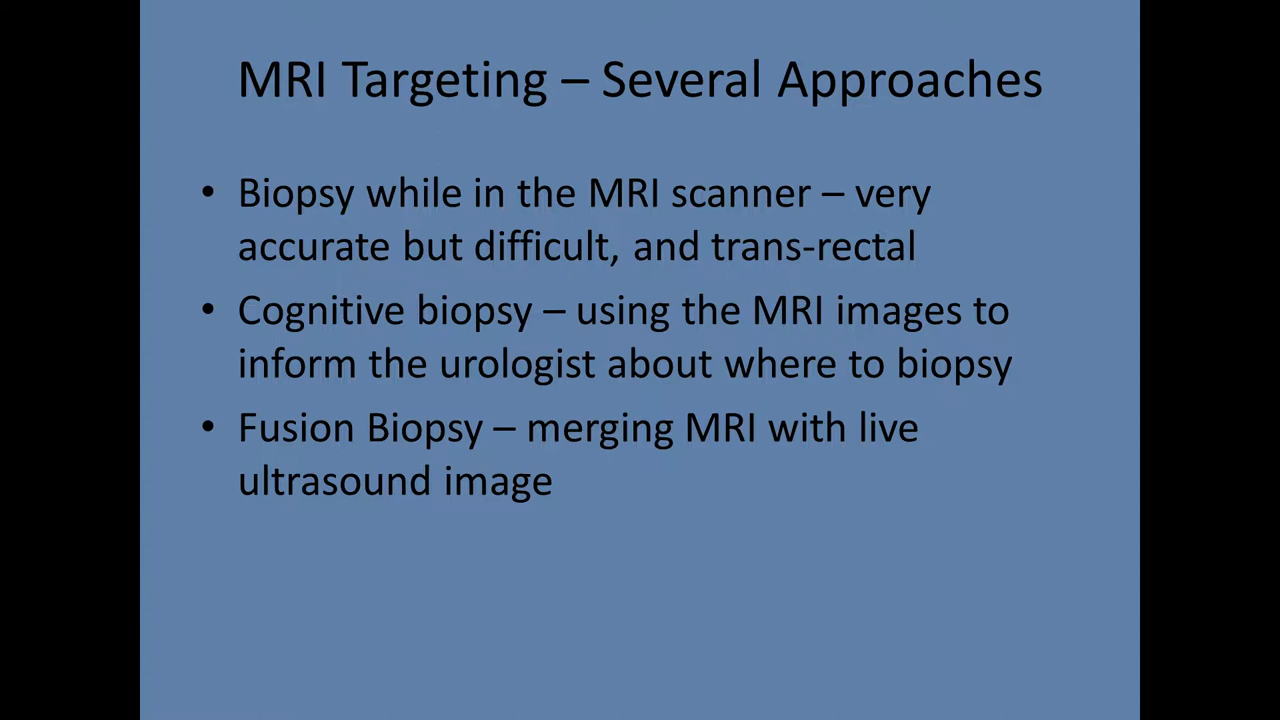 MRI Targeting – Several Approaches
• Biopsy while in the MRI scanner – very
accurate but difficult, and trans-rectal
• Cognitive biopsy – using the MRI images to
inform the urologist about where to biopsy
• Fusion Biopsy – merging MRI with live
ultrasound image